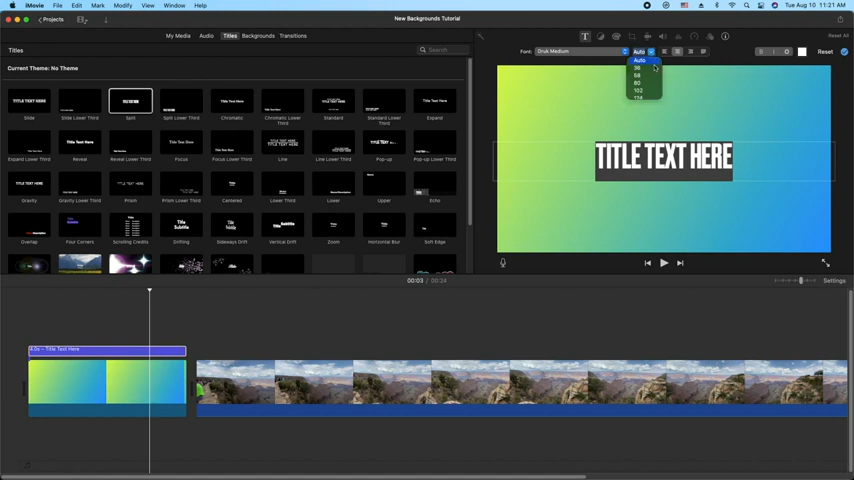 iMovie File Edit Mark Modify View Window Help
Tue Aug 10 11:21 AM
Projects
New Backgrounds Tutorial
My Media Audio Titles Backgrounds Transitions
Reset All
Titles
Search
Font: Druk Medium Auto B I O Reset
Current Theme: No Theme
Auto
36
58
80
102
124
TITLE TEXT HERE
Slide Slide Lower Third Split Split Lower Third Chromatic Chromatic Lower Third Standard Standard Lower Third Expand
Expand Lower Third Reveal Reveal Lower Third Focus Focus Lower Third Line Line Lower Third Pop-up Pop-up Lower Third
Gravity Gravity Lower Third Prism Prism Lower Third Centered Lower Third Lower Upper Echo
Overlap Four Corners Scrolling Credits Drifting Sideways Drift Vertical Drift Zoom Horizontal Blur Soft Edge
00:03 / 00:24
Settings
4.0s – Title Text Here